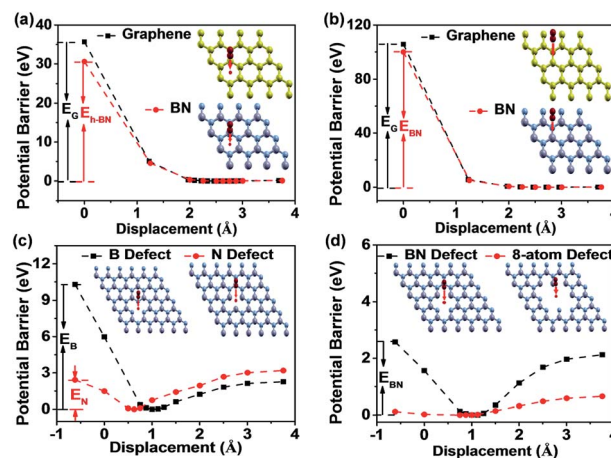 (a)
Graphene
BN
E_G
E_h-BN
Potential Barrier (eV)
40
30
20
10
0
0 1 2 3 4
Displacement (Å)
(b)
Graphene
BN
E_G
E_BN
Potential Barrier (eV)
120
80
40
0
0 1 2 3 4
Displacement (Å)
(c)
B Defect N Defect
E_B
E_N
Potential Barrier (eV)
12
9
6
3
0
-1 0 1 2 3 4
Displacement (Å)
(d)
BN Defect 8-atom Defect
E_BN
Potential Barrier (eV)
6
4
2
0
-1 0 1 2 3 4
Displacement (Å)